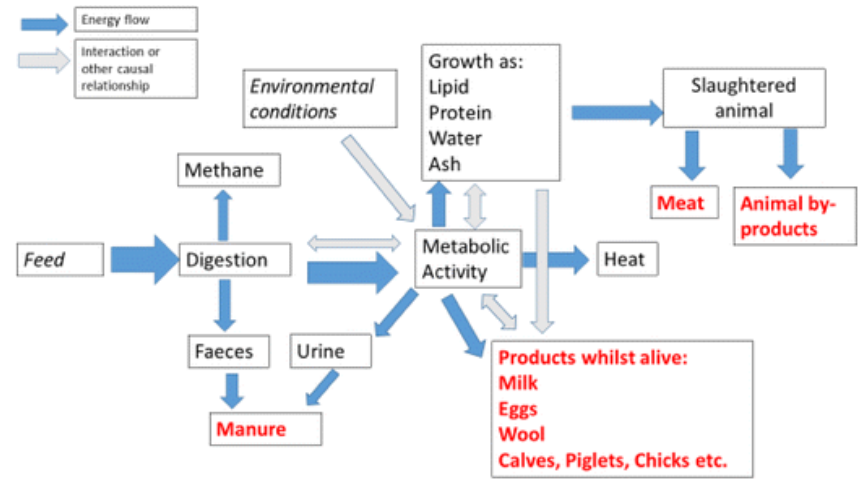 Energy flow
Interaction or
other causal
relationship
Environmental
conditions
Growth as:
Lipid
Protein
Water
Ash
Slaughtered
animal
Methane
Meat
Animal by-
products
Feed
Digestion
Metabolic
Activity
Heat
Faeces
Urine
Manure
Products whilst alive:
Milk
Eggs
Wool
Calves, Piglets, Chicks etc.